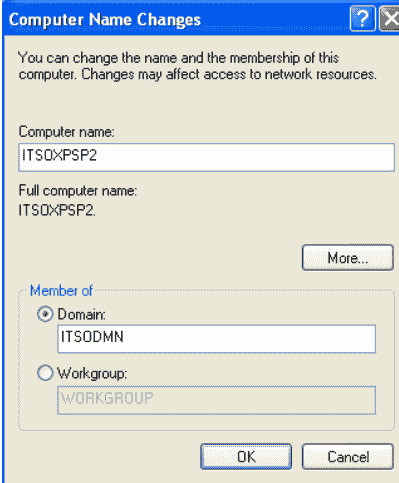 Computer Name Changes
You can change the name and the membership of this
computer. Changes may affect access to network resources.
Computer name:
ITSOXPSP2
Full computer name:
ITSOXPSP2.
More...
Member of
Domain:
ITSODMN
Workgroup:
WORKGROUP
OK Cancel